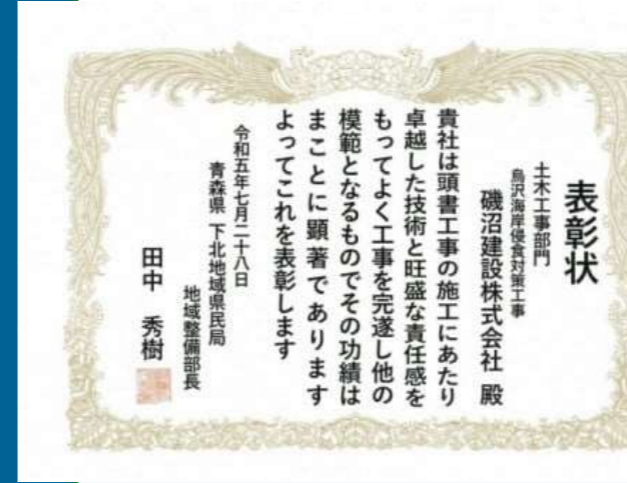 表彰状
土木工事部門
鳥沢海岸侵食対策工事
磯沼建設株式会社 殿
貴社は頭書工事の施工にあたり
卓越した技術と旺盛な責任感を
もってよく工事を完遂し他の
模範となるものでその功績は
まことに顕著であります
よってこれを表彰します
令和五年七月二十八日
青森県 下北地域県民局
地域整備部長
田中 秀樹